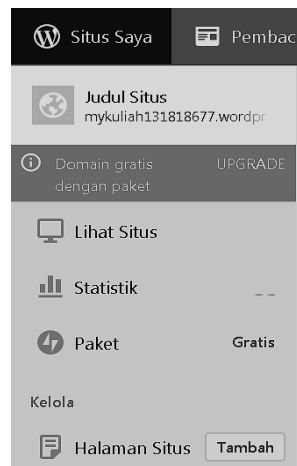 Situs Saya Pembac
Judul Situs
mykuliah131818677.wordpr
Domain gratis UPGRADE
dengan paket
Lihat Situs
Statistik
Paket Gratis
Kelola
Halaman Situs Tambah